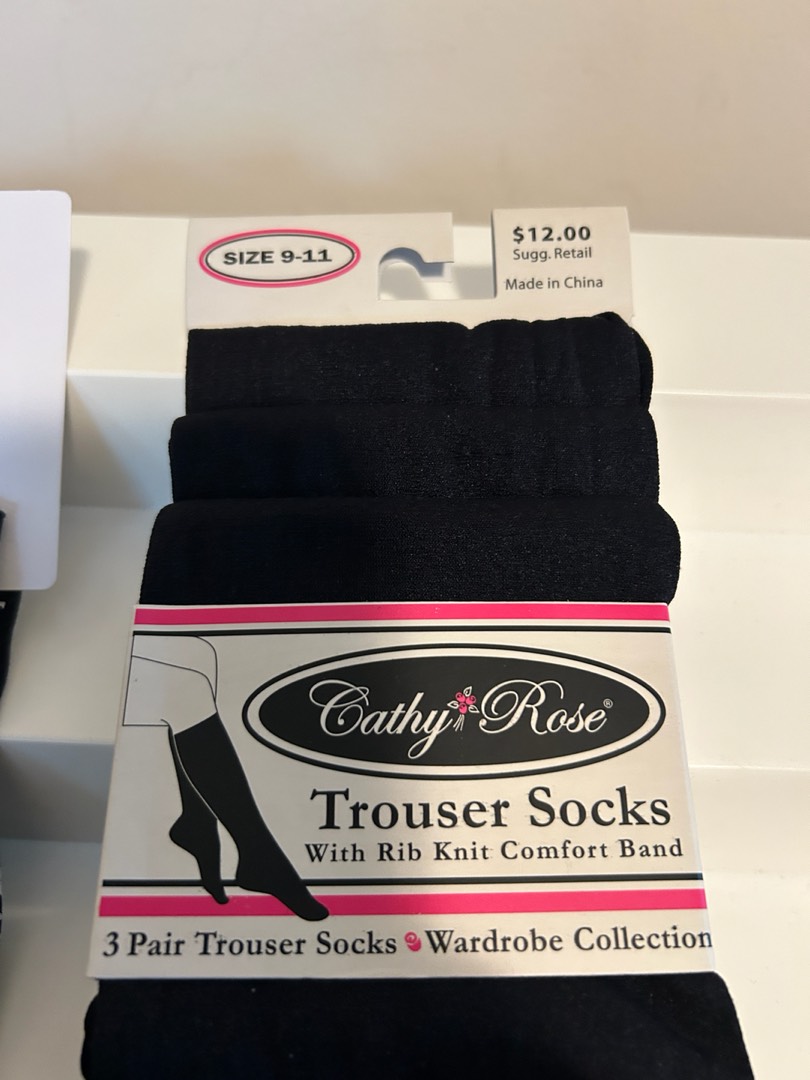 SIZE 9-11
$12.00
Sugg. Retail
Made in China
Cathy Rose®
Trouser Socks
With Rib Knit Comfort Band
3 Pair Trouser Socks Wardrobe Collection